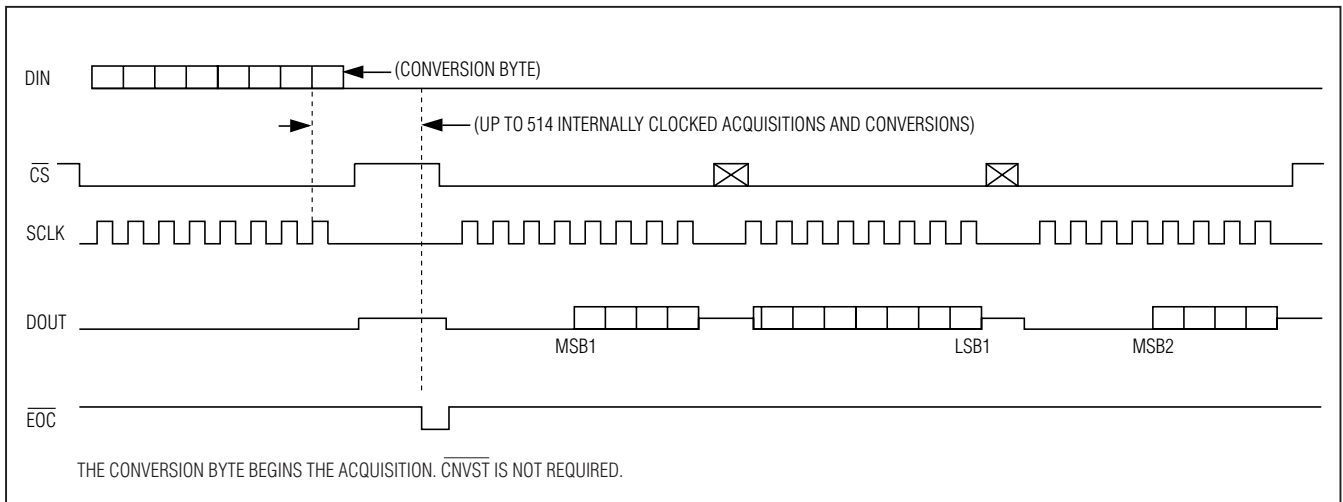 DIN
(CONVERSION BYTE)
(UP TO 514 INTERNALLY CLOCKED ACQUISITIONS AND CONVERSIONS)
CS
SCLK
DOUT
MSB1
LSB1
MSB2
EOC
THE CONVERSION BYTE BEGINS THE ACQUISITION. CNVST IS NOT REQUIRED.